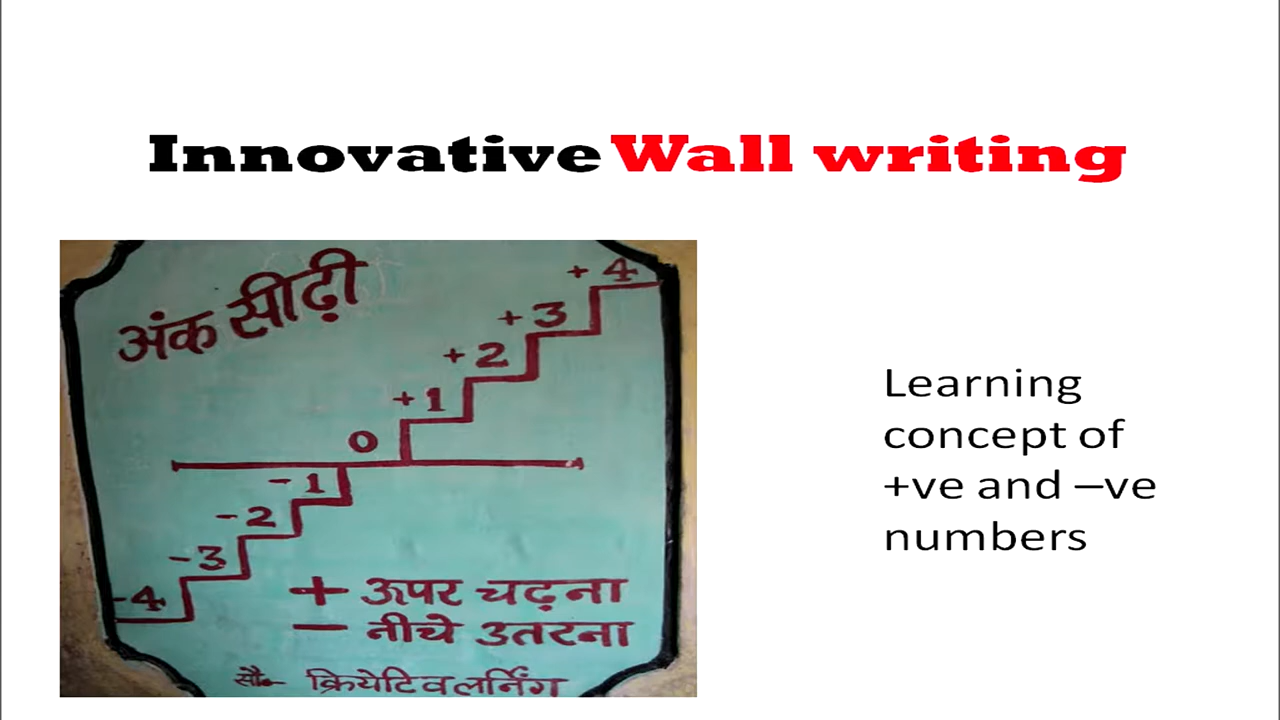 Innovative Wall writing
अंक सीढ़ी
+ 4
+ 3
+ 2
+ 1
0
- 1
- 2
- 3
-4
+ ऊपर चढ़ना
— नीचे उतरना
सौ. क्रियेटिव लर्निंग
Learning
concept of
+ve and –ve
numbers